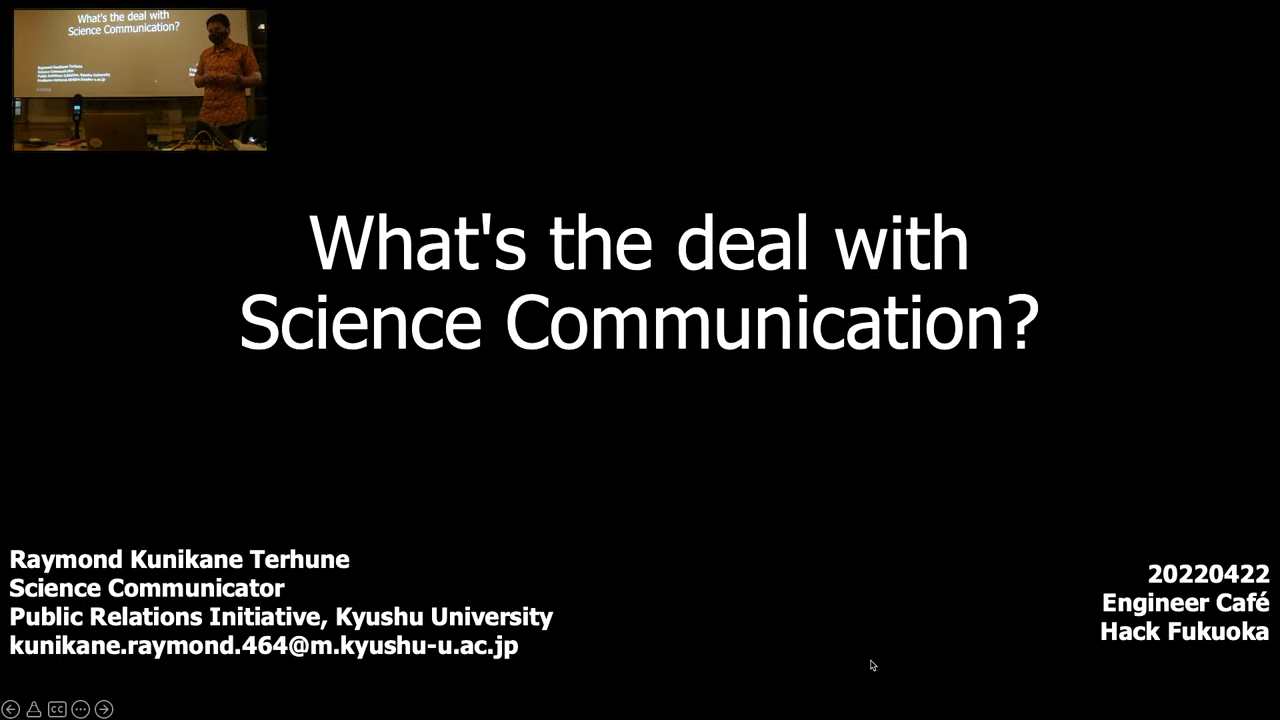 What's the deal with
Science Communication?
What's the deal with
Science Communication?
Raymond Kunikane Terhune
Science Communicator
Public Relations Initiative, Kyushu University
kunikane.raymond.464@m.kyushu-u.ac.jp
20220422
Engineer Café
Hack Fukuoka
CC